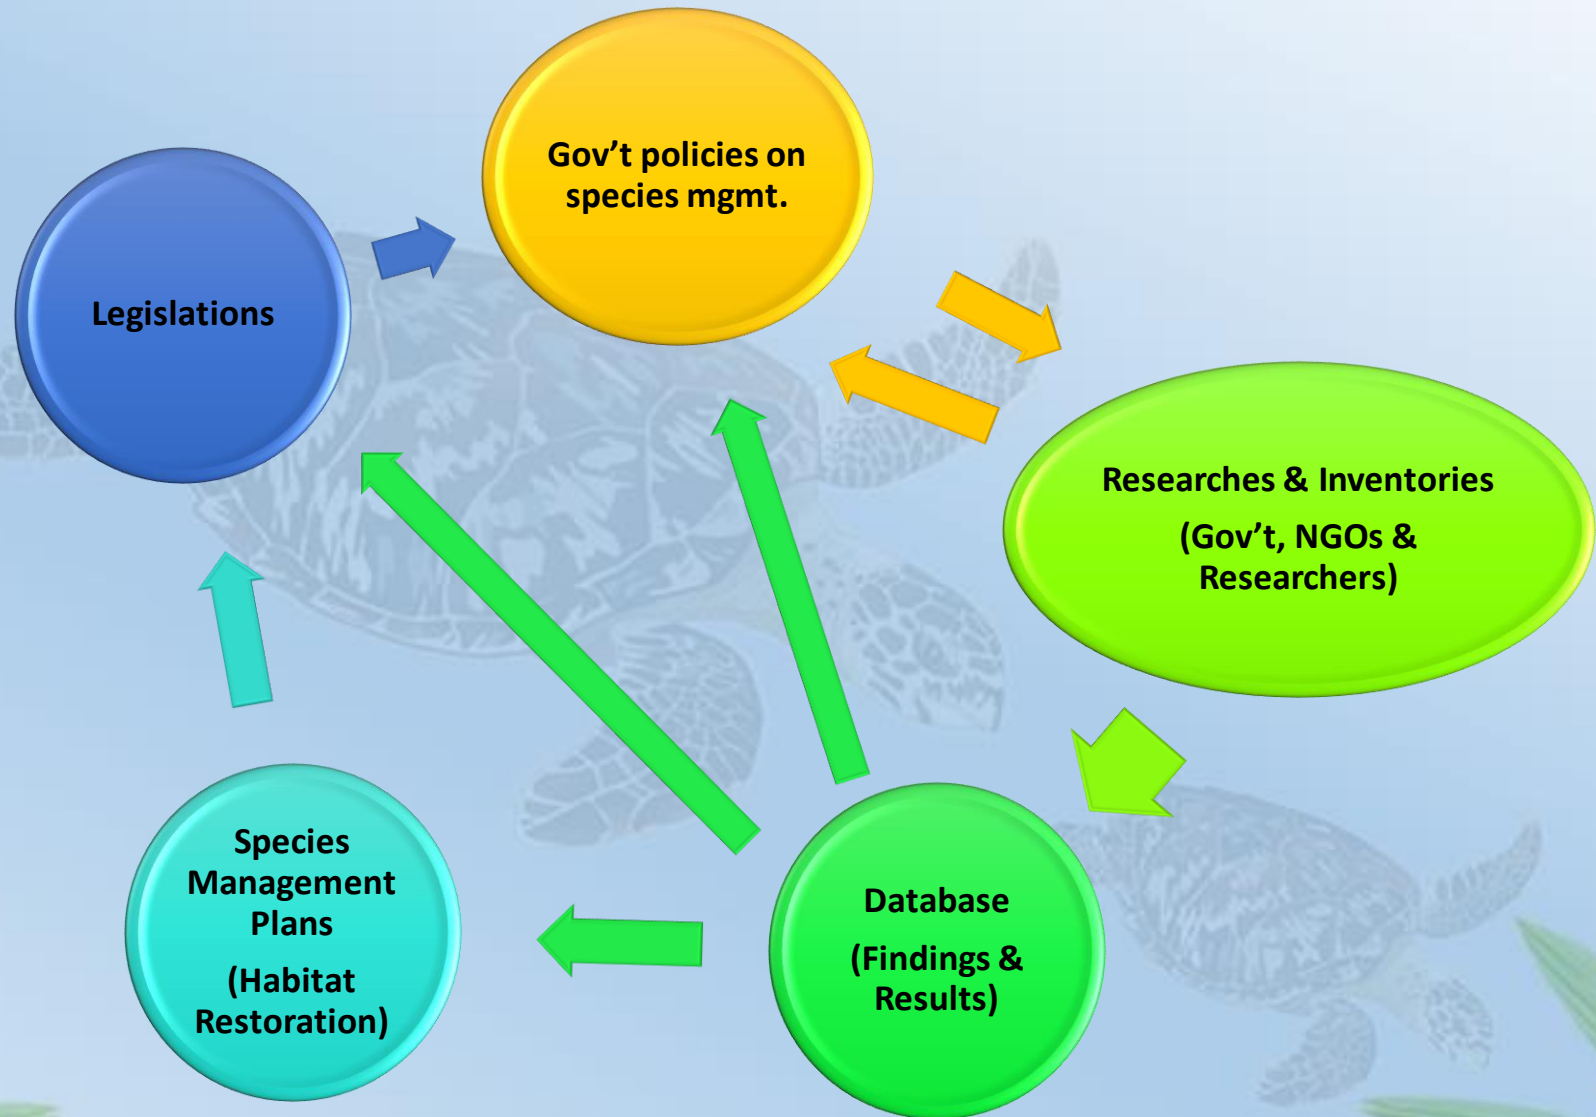 Gov’t policies on
species mgmt.
Legislations
Researches & Inventories
(Gov’t, NGOs &
Researchers)
Database
(Findings &
Results)
Species
Management
Plans
(Habitat
Restoration)